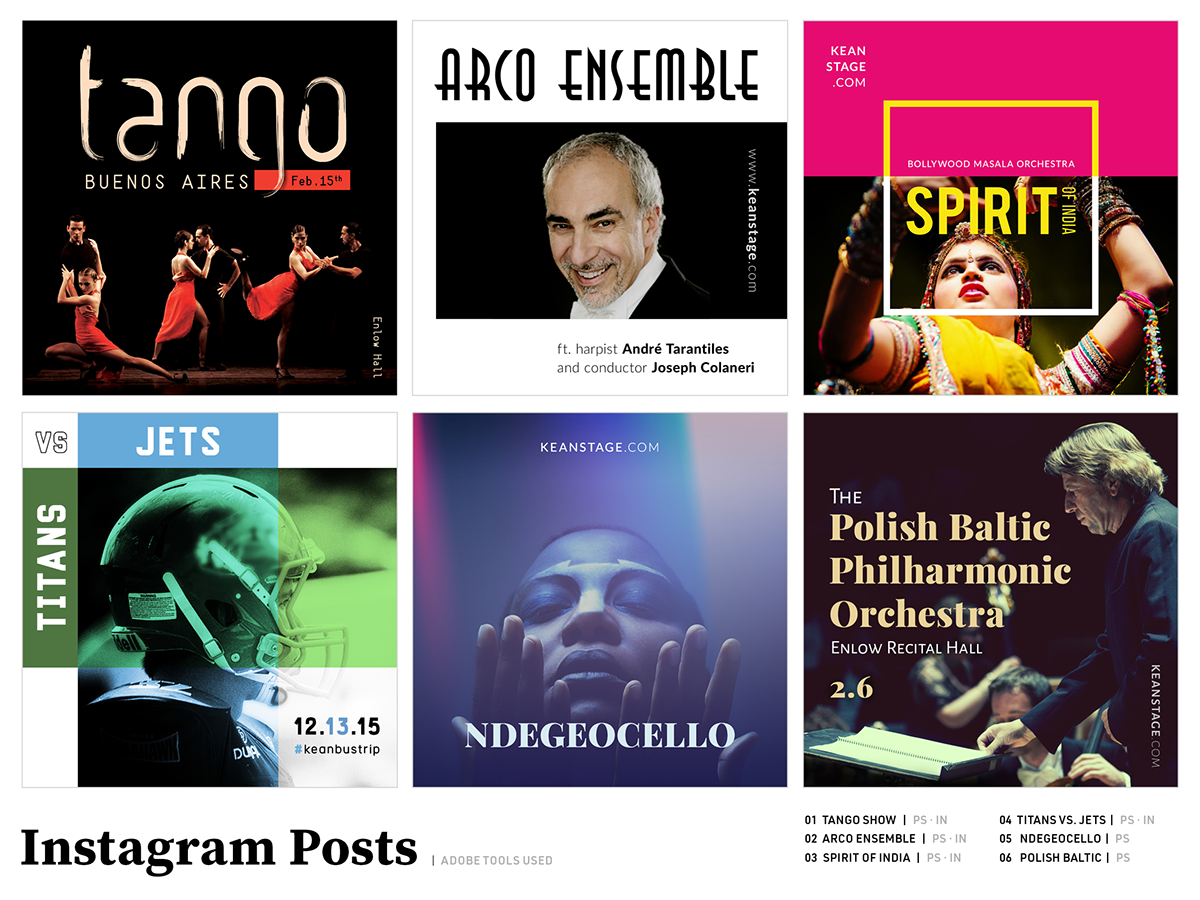 tango
BUENOS AIRES
Feb.15th
Enlow Hall
ARCO ENSEMBLE
www.keanstage.com
ft. harpist André Tarantiles
and conductor Joseph Colaneri
KEAN
STAGE
.COM
BOLLYWOOD MASALA ORCHESTRA
SPIRIT
OF INDIA
VS
JETS
TITANS
12.13.15
#keanbustrip
KEANSTAGE.COM
NDEGEOCELLO
THE
Polish Baltic
Philharmonic
Orchestra
ENLOW RECITAL HALL
2.6
KEANSTAGE.COM
Instagram Posts | ADOBE TOOLS USED
01 TANGO SHOW | PS · IN
02 ARCO ENSEMBLE | PS · IN
03 SPIRIT OF INDIA | PS · IN
04 TITANS VS. JETS | PS · IN
05 NDEGEOCELLO | PS
06 POLISH BALTIC | PS